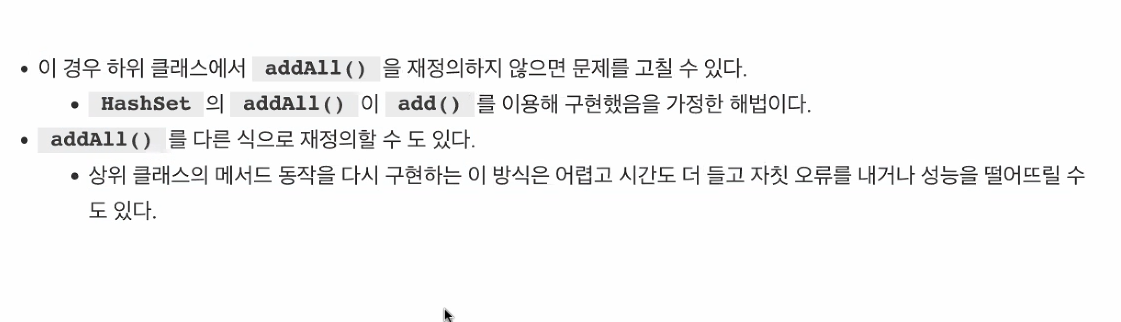 이 경우 하위 클래스에서 addAll() 을 재정의하지 않으면 문제를 고칠 수 있다.
HashSet 의 addAll() 이 add() 를 이용해 구현했음을 가정한 해법이다.
addAll() 를 다른 식으로 재정의할 수 도 있다.
상위 클래스의 메서드 동작을 다시 구현하는 이 방식은 어렵고 시간도 더 들고 자칫 오류를 내거나 성능을 떨어뜨릴 수
도 있다.